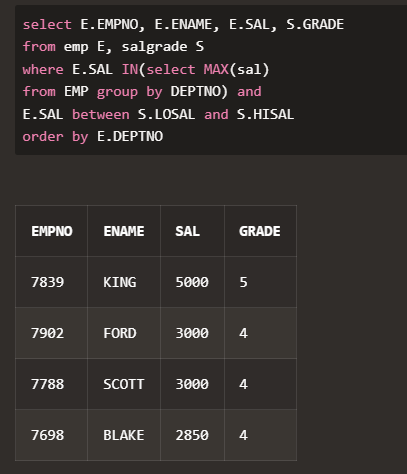 select E.EMPNO, E.ENAME, E.SAL, S.GRADE
from emp E, salgrade S
where E.SAL IN(select MAX(sal)
from EMP group by DEPTNO) and
E.SAL between S.LOSAL and S.HISAL
order by E.DEPTNO
EMPNO ENAME SAL GRADE
7839 KING 5000 5
7902 FORD 3000 4
7788 SCOTT 3000 4
7698 BLAKE 2850 4